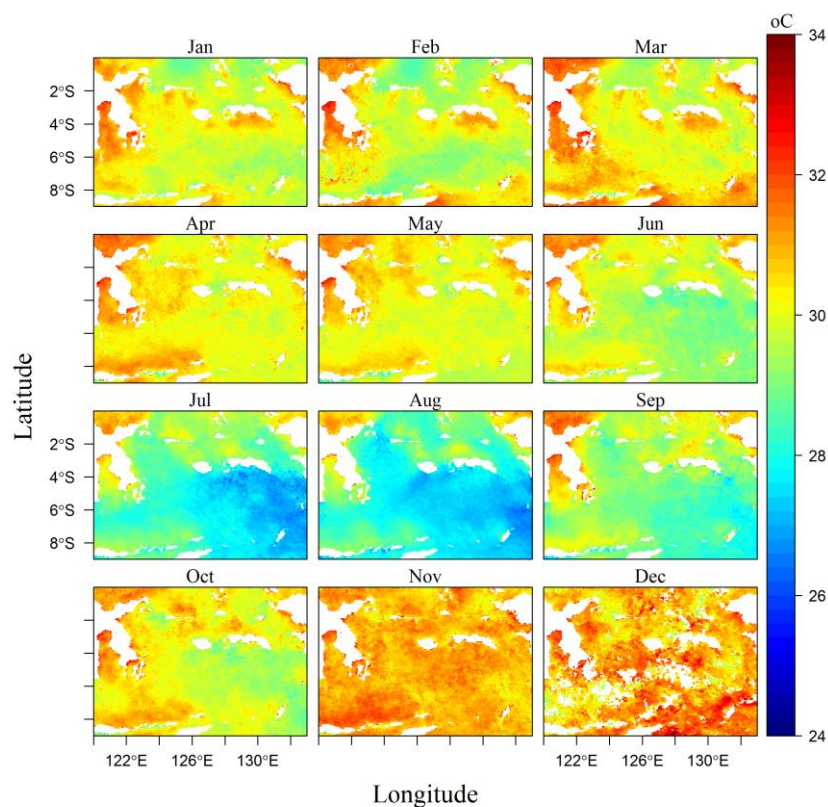 oC
Jan Feb Mar 34
2°S
4°S
6°S
8°S
32
Apr May Jun
30
Latitude
Jul Aug Sep
2°S
4°S
6°S
8°S
28
26
Oct Nov Dec
24
122°E 126°E 130°E 122°E 126°E 130°E
Longitude